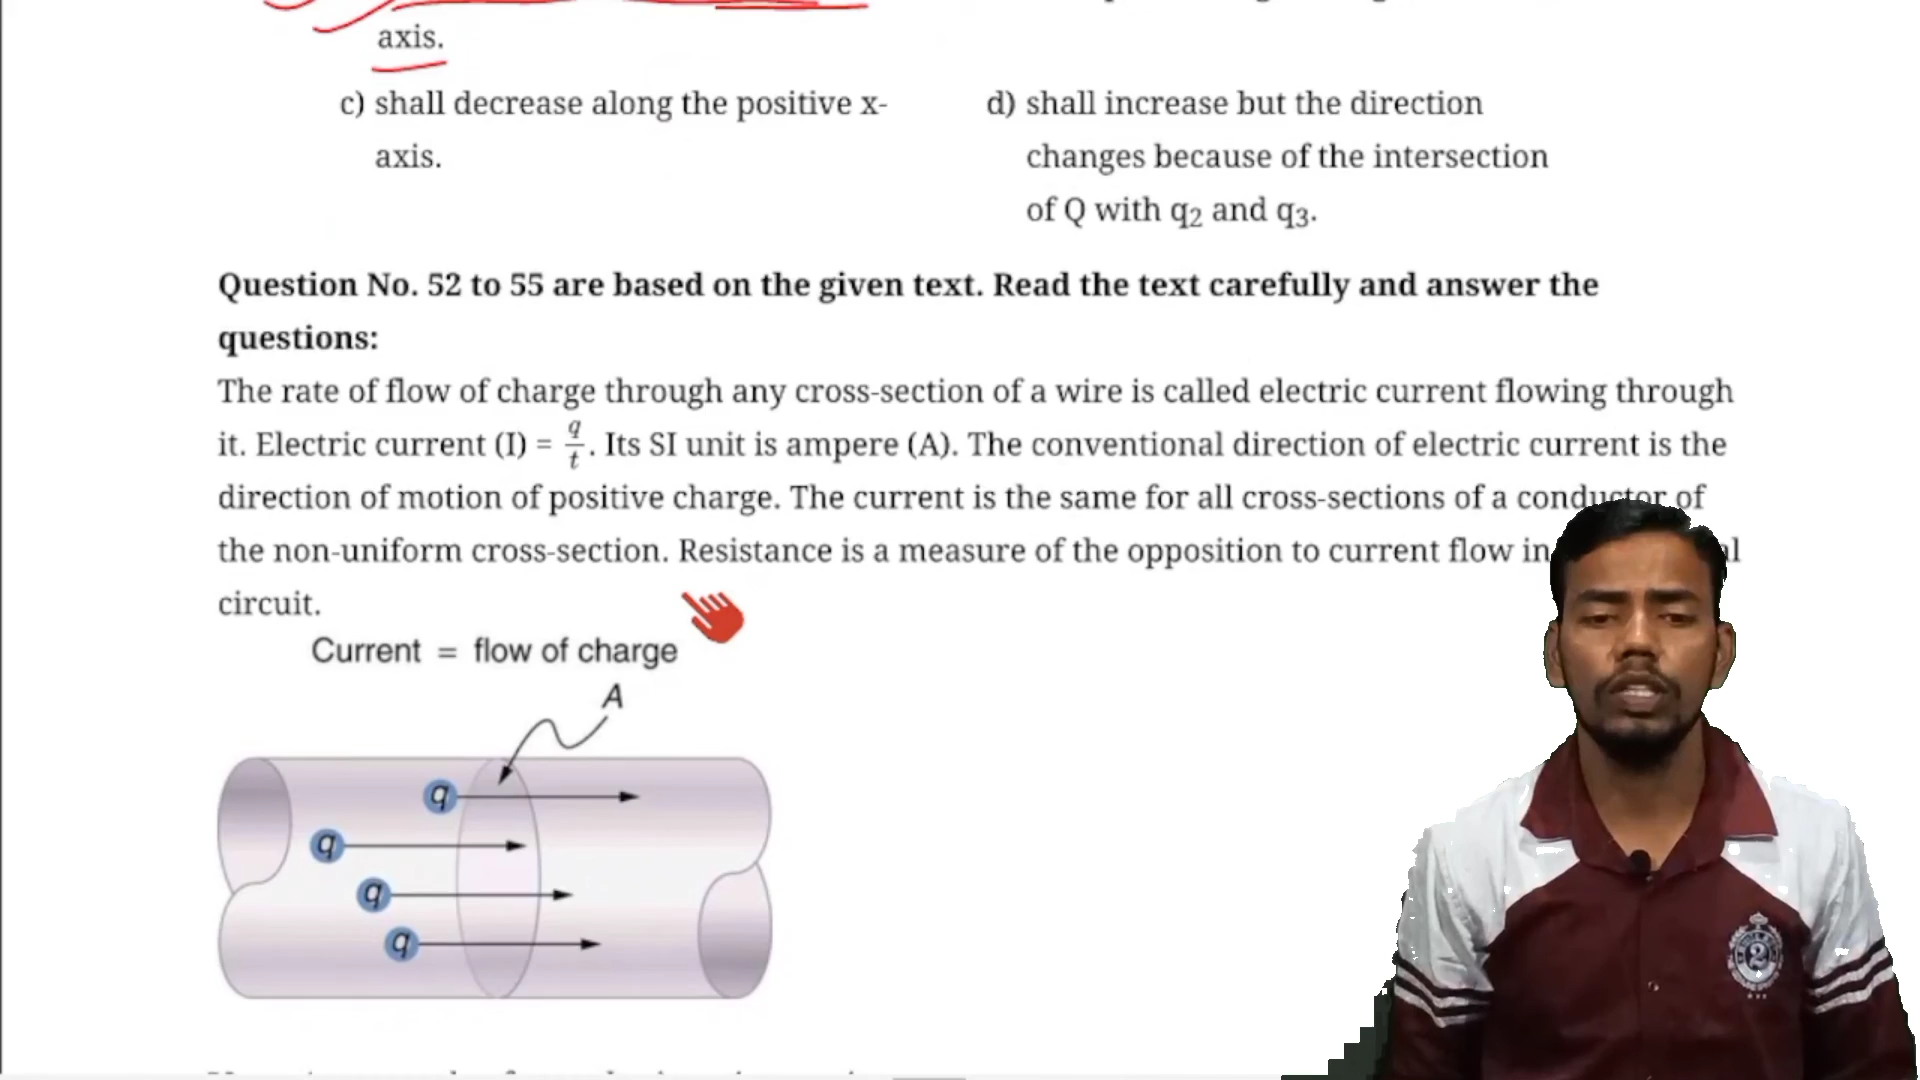 axis.
c) shall decrease along the positive x-
axis.
d) shall increase but the direction
changes because of the intersection
of Q with q2 and q3.
Question No. 52 to 55 are based on the given text. Read the text carefully and answer the
questions:
The rate of flow of charge through any cross-section of a wire is called electric current flowing through
it. Electric current (I) = q/t. Its SI unit is ampere (A). The conventional direction of electric current is the
direction of motion of positive charge. The current is the same for all cross-sections of a conductor of
the non-uniform cross-section. Resistance is a measure of the opposition to current flow in
circuit.
Current = flow of charge
A
q
q
q
q
2